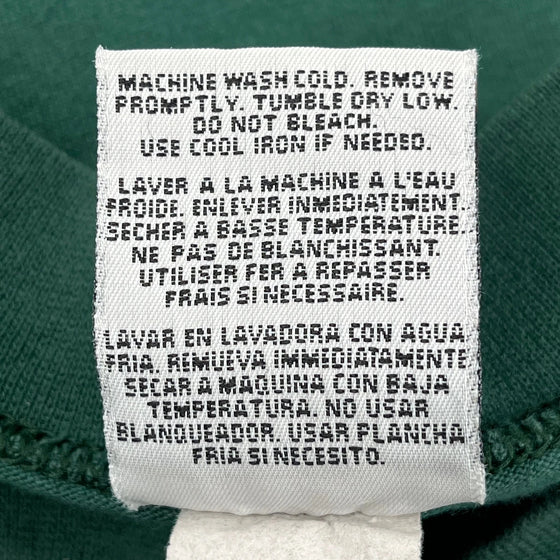 MACHINE WASH COLD. REMOVE
PROMPTLY. TUMBLE DRY LOW.
DO NOT BLEACH.
USE COOL IRON IF NEEDED.
LAVER A LA MACHINE A L'EAU
FROIDE. ENLEVER INMEDIATEMENT.
SECHER A BASSE TEMPERATURE.
NE PAS DE BLANCHISSANT.
UTILISER FER A REPASSER
FRAIS SI NECESSAIRE.
LAVAR EN LAVADORA CON AGUA
FRIA. REMUEVA IMMEDIATAMENTE
SECAR A MAQUINA CON BAJA
TEMPERATURA. NO USAR
BLANQUEADOR. USAR PLANCHA
FRIA SI NECESITO.